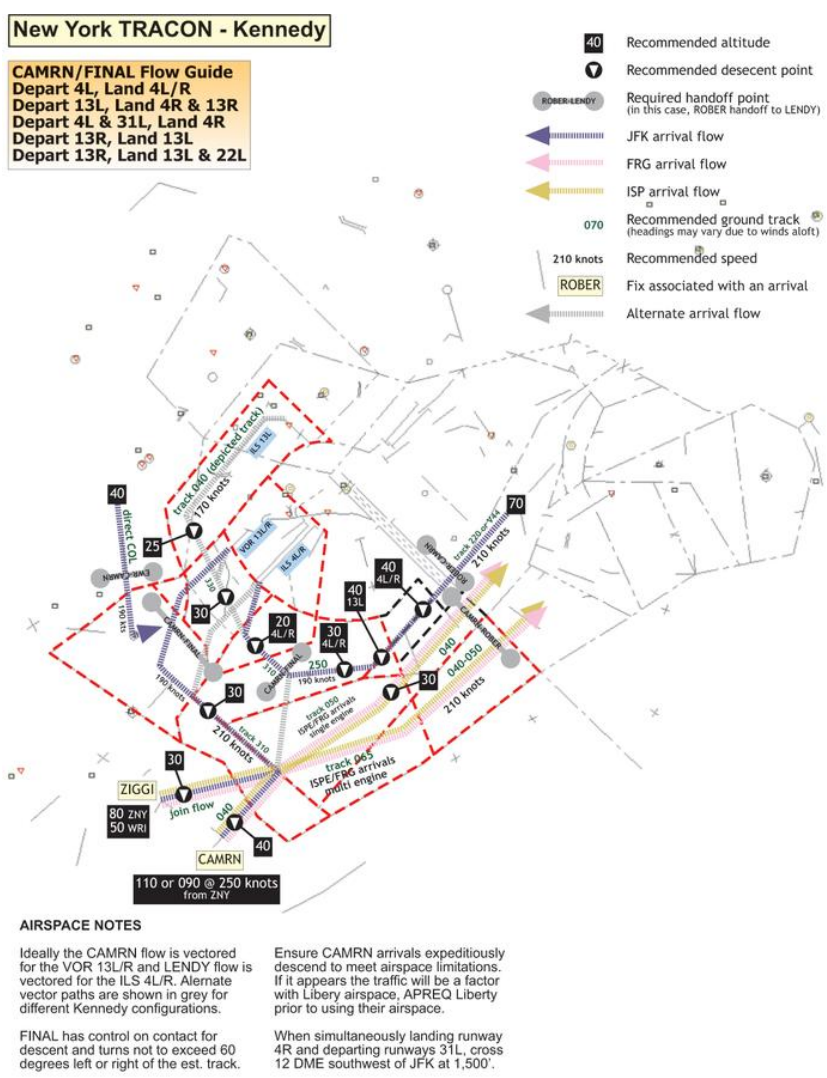 New York TRACON - Kennedy
CAMRN/FINAL Flow Guide
Depart 4L, Land 4L/R
Depart 13L, Land 4R & 13R
Depart 4L & 31L, Land 4R
Depart 13R, Land 13L
Depart 13R, Land 13L & 22L
40 Recommended altitude
Recommended desecent point
ROBER-LENDY Required handoff point
(in this case, ROBER handoff to LENDY)
JFK arrival flow
FRG arrival flow
ISP arrival flow
070 Recommended ground track
(headings may vary due to winds aloft)
210 knots Recommended speed
ROBER Fix associated with an arrival
Alternate arrival flow
track 040 (depicted track)
170 knots
ILS 13L
40
direct COL
190 kts
EWR-CAMRN
25
VOR 13L/R
ILS 4L/R
30
CAMRN-FINAL
20
4L/R
310
CAMRN-FINAL
30
4L/R
250
190 knots
40
13L
40
4L/R
70
track 220 or Y44
210 knots
ROBER-CAMRN
CAMRN-ROBER
040
040-050
210 knots
30
190 knots
30
210 knots
track 310
track 050
ISPE/FRG arrivals
single engine
track 065
ISPE/FRG arrivals
multi engine
30
ZIGGI
join flow
80 ZNY
50 WRI
040
40
CAMRN
110 or 090 @ 250 knots
from ZNY
AIRSPACE NOTES
Ideally the CAMRN flow is vectored
for the VOR 13L/R and LENDY flow is
vectored for the ILS 4L/R. Alernate
vector paths are shown in grey for
different Kennedy configurations.
FINAL has control on contact for
descent and turns not to exceed 60
degrees left or right of the est. track.
Ensure CAMRN arrivals expeditiously
descend to meet airspace limitations.
If it appears the traffic will be a factor
with Libery airspace, APREQ Liberty
prior to using their airspace.
When simultaneously landing runway
4R and departing runways 31L, cross
12 DME southwest of JFK at 1,500'.